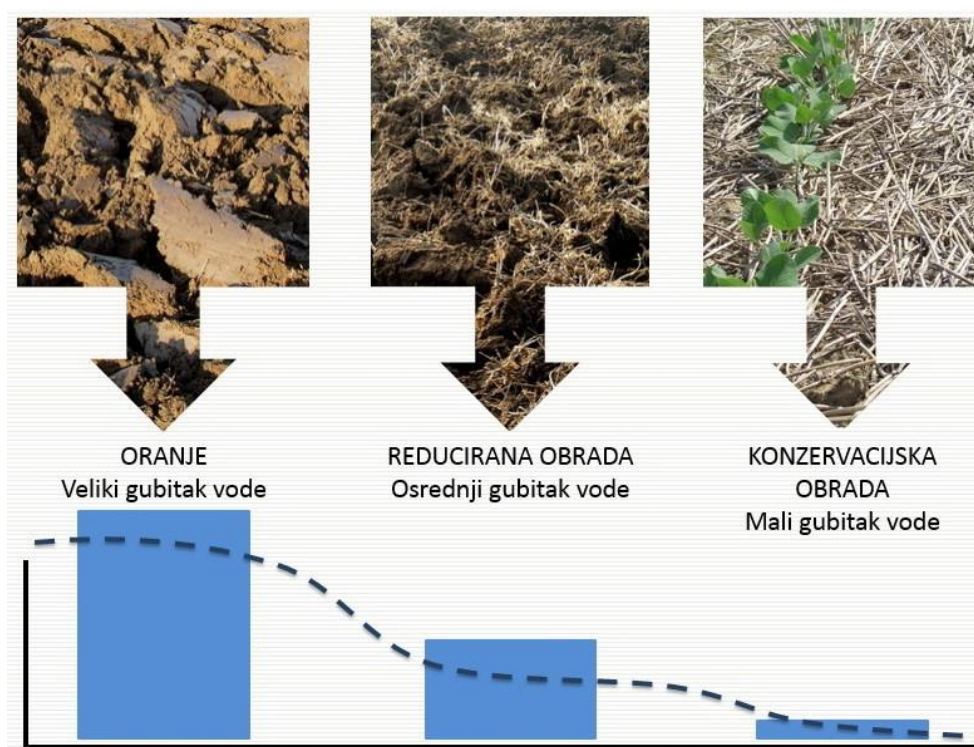 ORANJE
Veliki gubitak vode
REDUCIRANA OBRADA
Osrednji gubitak vode
KONZERVACIJSKA
OBRADA
Mali gubitak vode